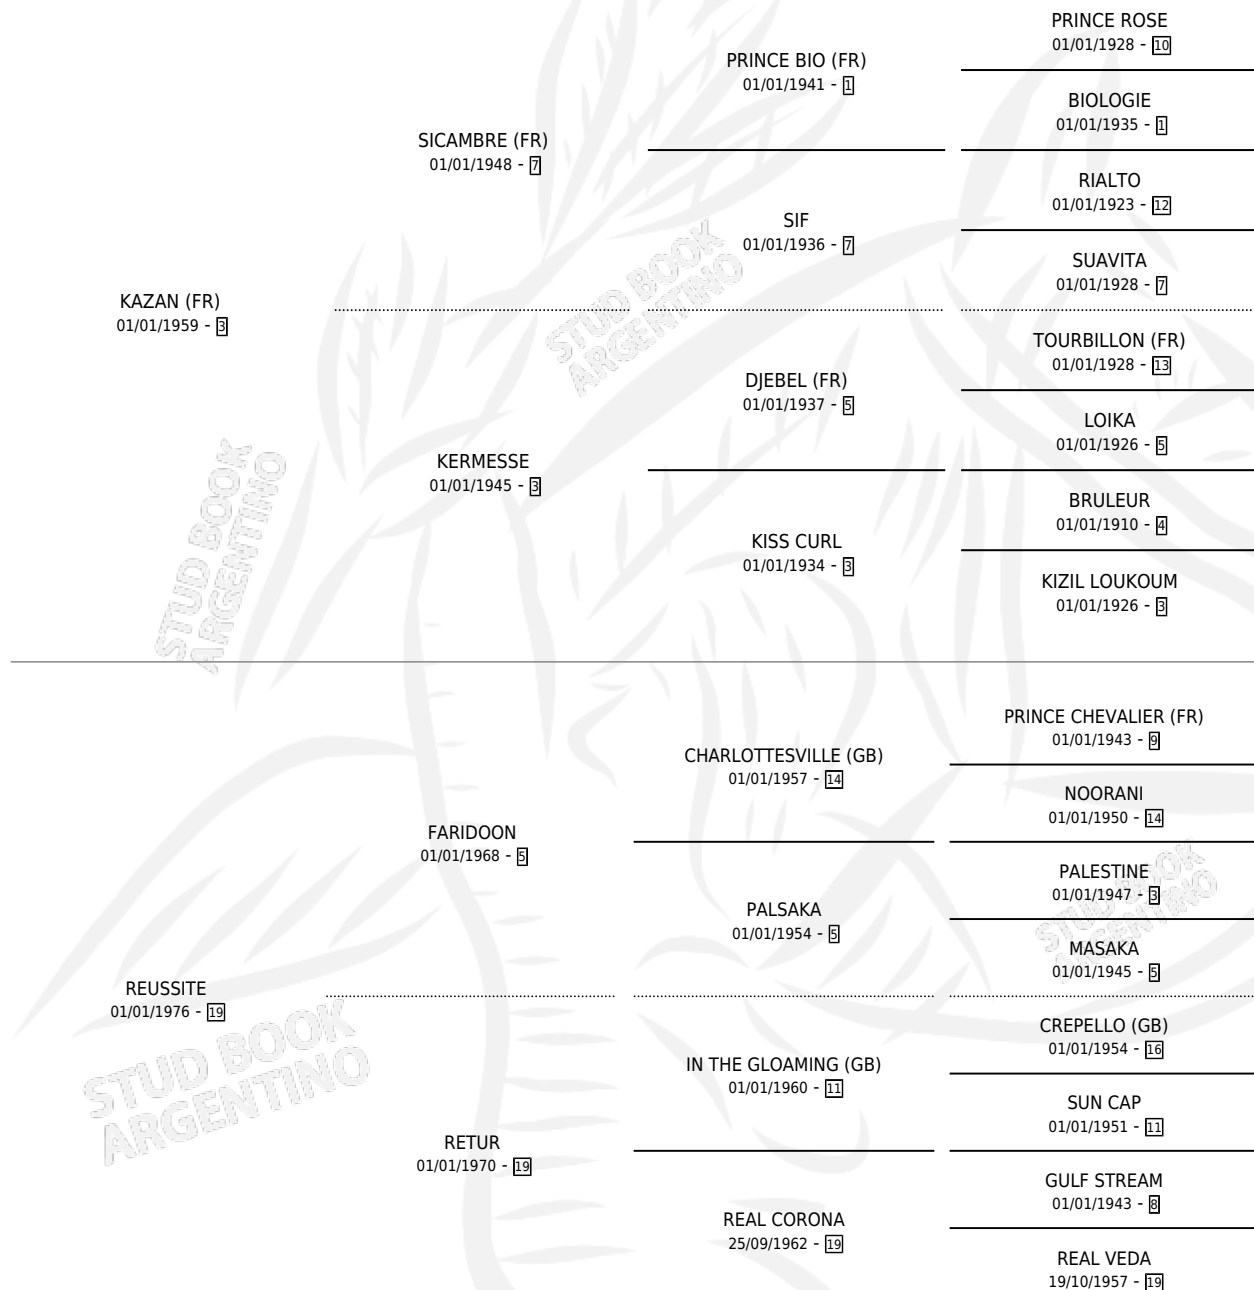 PRINCE ROSE
01/01/1928 - 10
PRINCE BIO (FR)
01/01/1941 - 1
BIOLOGIE
01/01/1935 - 1
SICAMBRE (FR)
01/01/1948 - 7
RIALTO
01/01/1923 - 12
SIF
01/01/1936 - 7
SUAVITA
01/01/1928 - 7
KAZAN (FR)
01/01/1959 - 3
STUD BOOK
ARGENTINO
TOURBILLON (FR)
01/01/1928 - 13
DJEBEL (FR)
01/01/1937 - 5
LOIKA
01/01/1926 - 5
KERMESSE
01/01/1945 - 3
BRULEUR
01/01/1910 - 4
KISS CURL
01/01/1934 - 3
KIZIL LOUKOUM
01/01/1926 - 3
STUD BOOK
ARGENTINO
PRINCE CHEVALIER (FR)
01/01/1943 - 9
CHARLOTTESVILLE (GB)
01/01/1957 - 14
NOORANI
01/01/1950 - 14
FARIDOON
01/01/1968 - 5
PALESTINE
01/01/1947 - 3
PALSAKA
01/01/1954 - 5
STUD BOOK
ARGENTINO
MASAKA
01/01/1945 - 5
REUSSITE
01/01/1976 - 19
STUD BOOK
ARGENTINO
CREPELLO (GB)
01/01/1954 - 16
IN THE GLOAMING (GB)
01/01/1960 - 11
SUN CAP
01/01/1951 - 11
RETUR
01/01/1970 - 19
GULF STREAM
01/01/1943 - 8
REAL CORONA
25/09/1962 - 19
REAL VEDA
19/10/1957 - 19